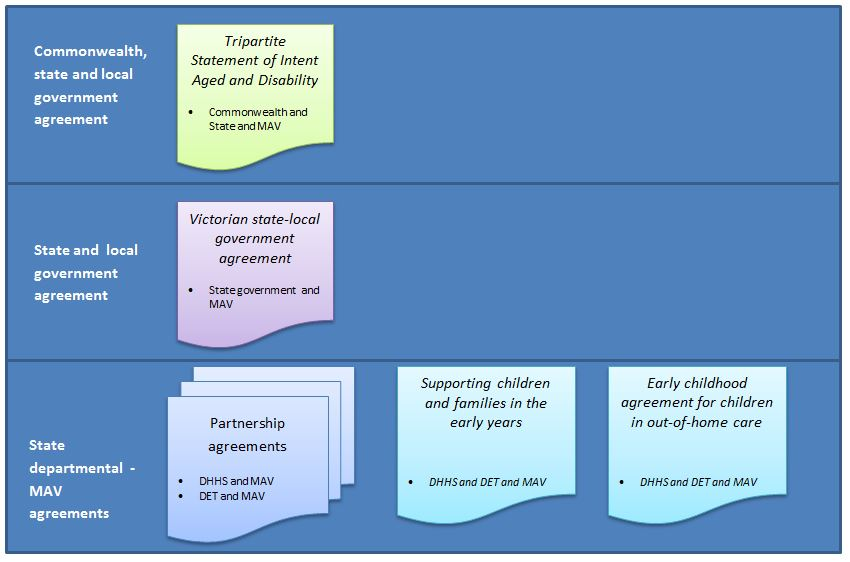 Commonwealth,
state and local
government
agreement
Tripartite
Statement of Intent
Aged and Disability
• Commonwealth and
State and MAV
State and local
government
agreement
Victorian state-local
government
agreement
• State government and
MAV
State
departmental -
MAV
agreements
Partnership
agreements
• DHHS and MAV
• DET and MAV
Supporting children
and families in the
early years
• DHHS and DET and MAV
Early childhood
agreement for children
in out-of-home care
• DHHS and DET and MAV